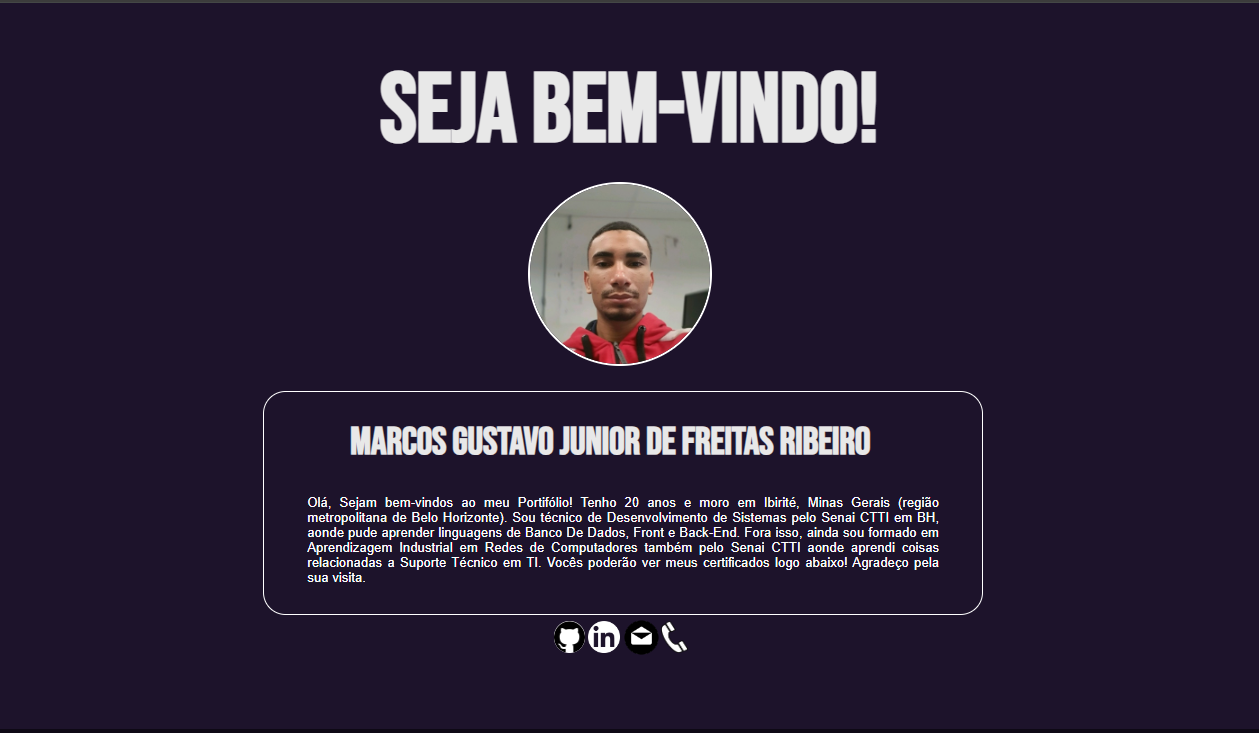 SEJA BEM-VINDO!
MARCOS GUSTAVO JUNIOR DE FREITAS RIBEIRO
Olá, Sejam bem-vindos ao meu Portifólio! Tenho 20 anos e moro em Ibirité, Minas Gerais (região
metropolitana de Belo Horizonte). Sou técnico de Desenvolvimento de Sistemas pelo Senai CTTI em BH,
aonde pude aprender linguagens de Banco De Dados, Front e Back-End. Fora isso, ainda sou formado em
Aprendizagem Industrial em Redes de Computadores também pelo Senai CTTI aonde aprendi coisas
relacionadas a Suporte Técnico em TI. Vocês poderão ver meus certificados logo abaixo! Agradeço pela
sua visita.
in